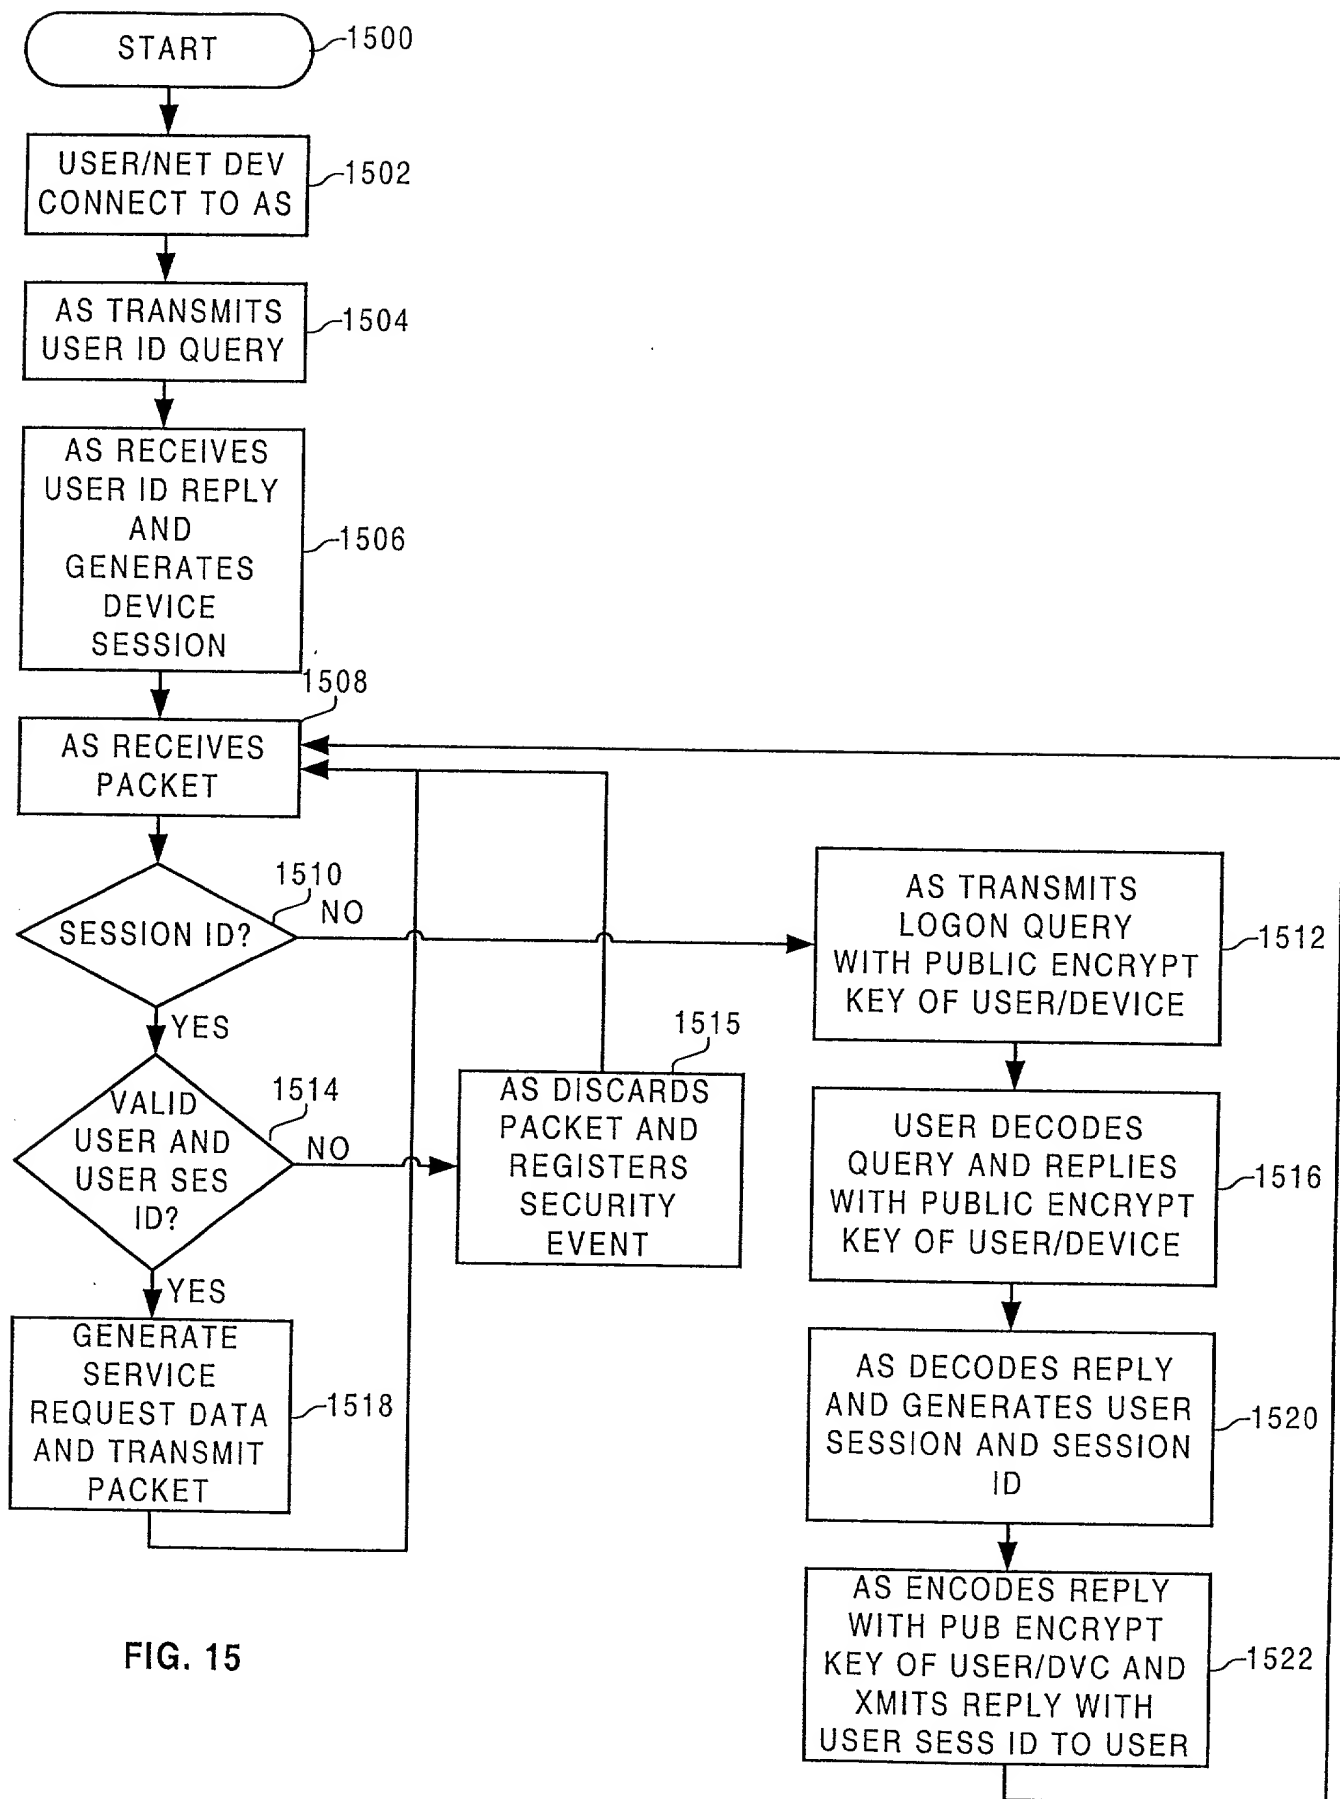 START
1500
USER/NET DEV
CONNECT TO AS
1502
AS TRANSMITS
USER ID QUERY
1504
AS RECEIVES
USER ID REPLY
AND
GENERATES
DEVICE
SESSION
1506
1508
AS RECEIVES
PACKET
1510
SESSION ID?
NO
YES
AS TRANSMITS
LOGON QUERY
WITH PUBLIC ENCRYPT
KEY OF USER/DEVICE
1512
1514
VALID
USER AND
USER SES
ID?
NO
YES
1515
AS DISCARDS
PACKET AND
REGISTERS
SECURITY
EVENT
USER DECODES
QUERY AND REPLIES
WITH PUBLIC ENCRYPT
KEY OF USER/DEVICE
1516
GENERATE
SERVICE
REQUEST DATA
AND TRANSMIT
PACKET
1518
AS DECODES REPLY
AND GENERATES USER
SESSION AND SESSION
ID
1520
AS ENCODES REPLY
WITH PUB ENCRYPT
KEY OF USER/DVC AND
XMITS REPLY WITH
USER SESS ID TO USER
1522
FIG. 15